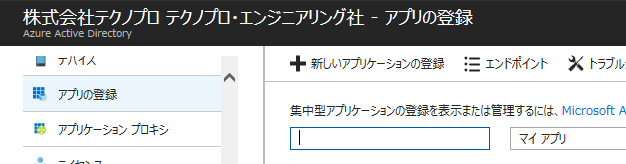 株式会社テクノプロ テクノプロ・エンジニアリング社 - アプリの登録
Azure Active Directory
デバイス
アプリの登録
アプリケーション プロキシ
ライセンス
新しいアプリケーションの登録 エンドポイント トラブル
集中型アプリケーションの登録を表示または管理するには、Microsoft A
マイ アプリ